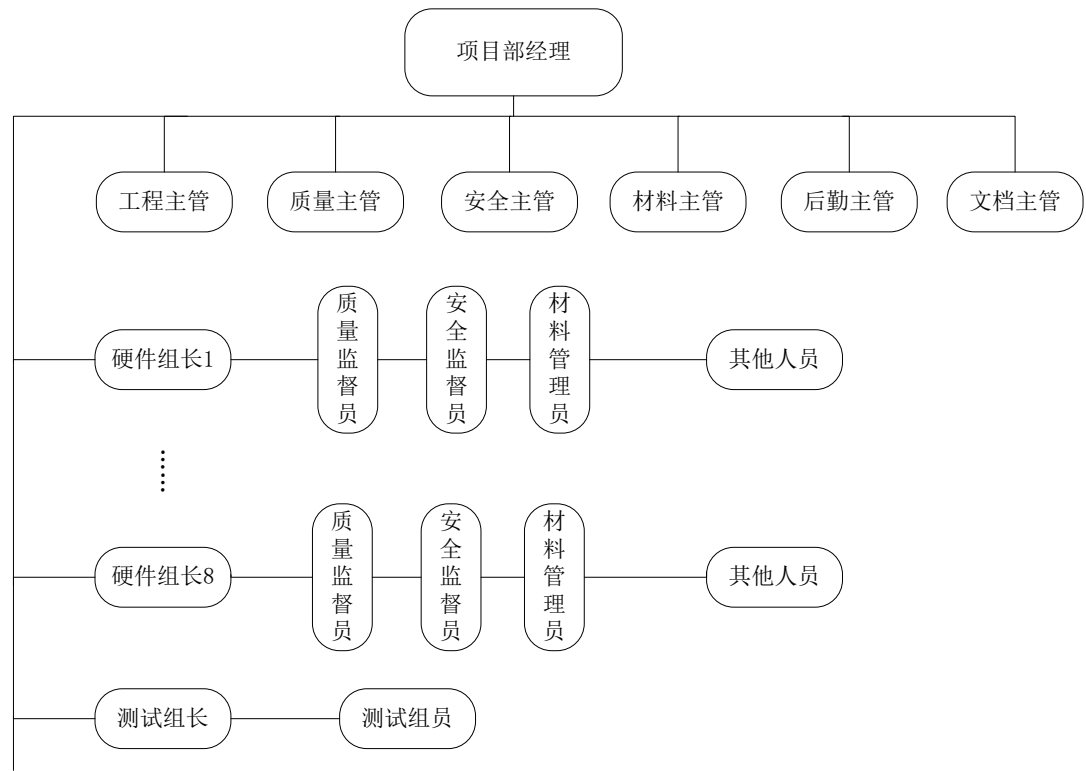 项目部经理
工程主管
质量主管
安全主管
材料主管
后勤主管
文档主管
硬件组长1
质量监督员
安全监督员
材料管理员
其他人员
……
硬件组长8
质量监督员
安全监督员
材料管理员
其他人员
测试组长
测试组员